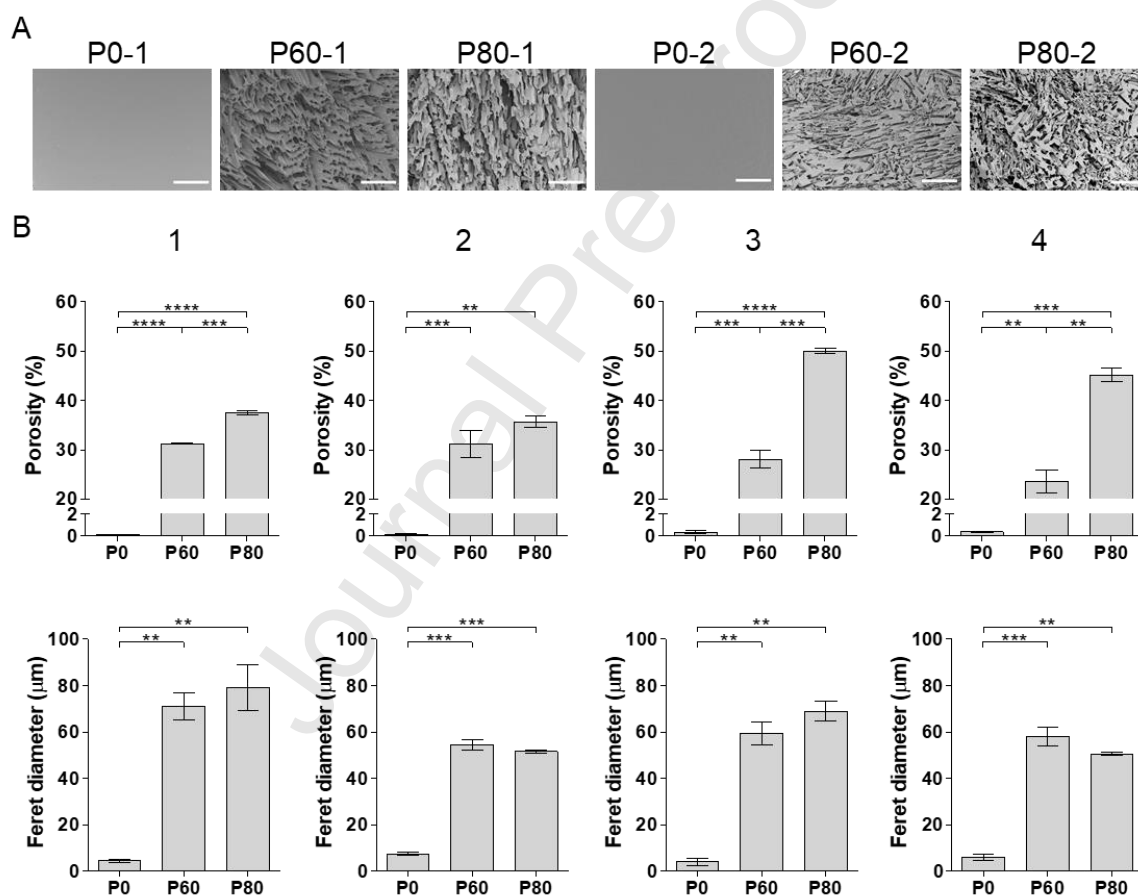 A
P0-1 P60-1 P80-1 P0-2 P60-2 P80-2
B
1 2 3 4
Porosity (%)
60
50
40
30
20
2
0
P0 P60 P80
**** **** ***
Porosity (%)
60
50
40
30
20
2
0
P0 P60 P80
** ***
Porosity (%)
60
50
40
30
20
2
0
P0 P60 P80
**** *** ***
Porosity (%)
60
50
40
30
20
2
0
P0 P60 P80
*** ** **
Feret diameter (μm)
100
80
60
40
20
0
P0 P60 P80
** **
Feret diameter (μm)
100
80
60
40
20
0
P0 P60 P80
*** ***
Feret diameter (μm)
100
80
60
40
20
0
P0 P60 P80
** **
Feret diameter (μm)
100
80
60
40
20
0
P0 P60 P80
** ***
Journal Pre